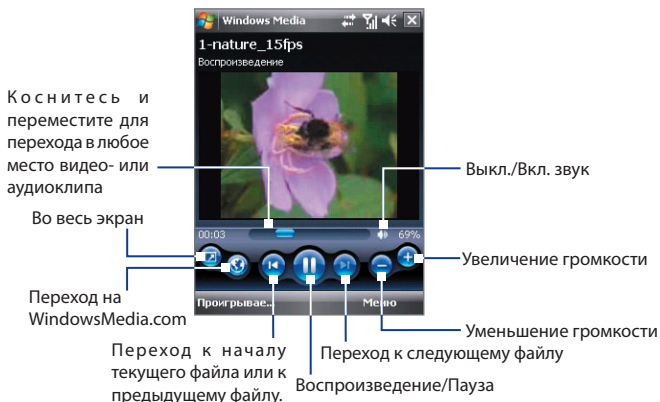 Windows Media
1-nature_15fps
Воспроизведение
Коснитесь и
переместите для
перехода в любое
место видео- или
аудиоклипа
Выкл./Вкл. звук
Во весь экран
00:03
69%
Увеличение громкости
Переход на
WindowsMedia.com
Проигрывае...
Меню
Уменьшение громкости
Переход к началу
текущего файла или к
предыдущему файлу.
Переход к следующему файлу
Воспроизведение/Пауза